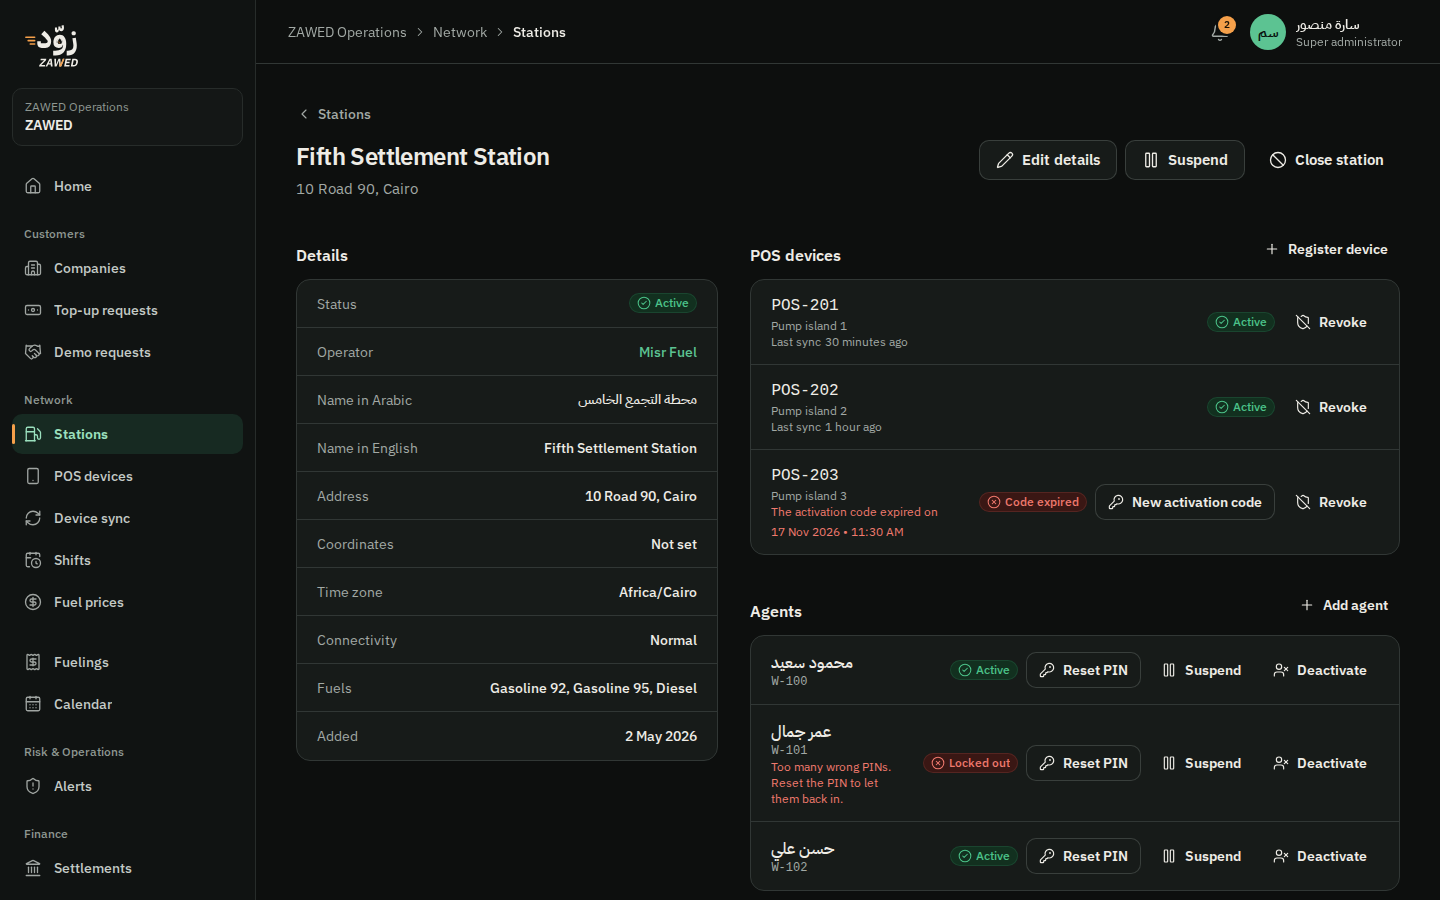 زوّد
ZAWED
ZAWED Operations
ZAWED
Home
Customers
Companies
Top-up requests
Demo requests
Network
Stations
POS devices
Device sync
Shifts
Fuel prices
Fuelings
Calendar
Risk & Operations
Alerts
Finance
Settlements
ZAWED Operations > Network > Stations
2
سم
سارة منصور
Super administrator
Stations
Fifth Settlement Station
10 Road 90, Cairo
Edit details
Suspend
Close station
Details
Status Active
Operator Misr Fuel
Name in Arabic محطة التجمع الخامس
Name in English Fifth Settlement Station
Address 10 Road 90, Cairo
Coordinates Not set
Time zone Africa/Cairo
Connectivity Normal
Fuels Gasoline 92, Gasoline 95, Diesel
Added 2 May 2026
POS devices
Register device
POS-201
Pump island 1
Last sync 30 minutes ago
Active Revoke
POS-202
Pump island 2
Last sync 1 hour ago
Active Revoke
POS-203
Pump island 3
The activation code expired on
17 Nov 2026 • 11:30 AM
Code expired New activation code Revoke
Agents
Add agent
محمود سعيد
W-100
Active Reset PIN Suspend Deactivate
عمر جمال
W-101
Too many wrong PINs.
Reset the PIN to let
them back in.
Locked out Reset PIN Suspend Deactivate
حسن علي
W-102
Active Reset PIN Suspend Deactivate